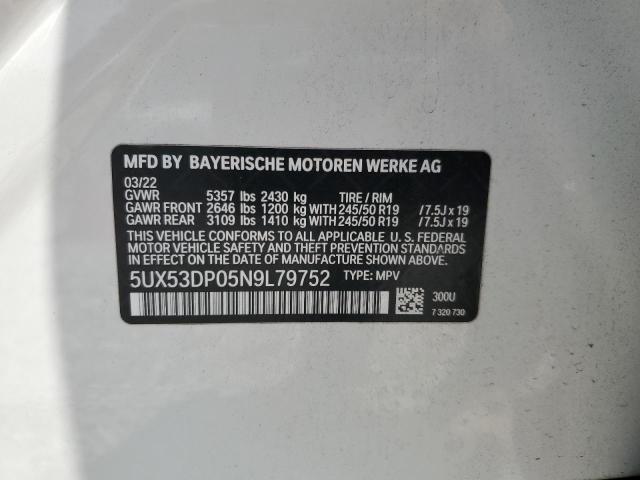 MFD BY BAYERISCHE MOTOREN WERKE AG
03/22
GVWR 5357 lbs 2430 kg TIRE / RIM
GAWR FRONT 2646 lbs 1200 kg WITH 245/50 R19 / 7.5J x 19
GAWR REAR 3109 lbs 1410 kg WITH 245/50 R19 / 7.5J x 19
THIS VEHICLE CONFORMS TO ALL APPLICABLE U. S. FEDERAL
MOTOR VEHICLE SAFETY AND THEFT PREVENTION STANDARDS
IN EFFECT ON THE DATE OF MANUFACTURE SHOWN ABOVE.
5UX53DP05N9L79752 TYPE: MPV
300U
7 320 730